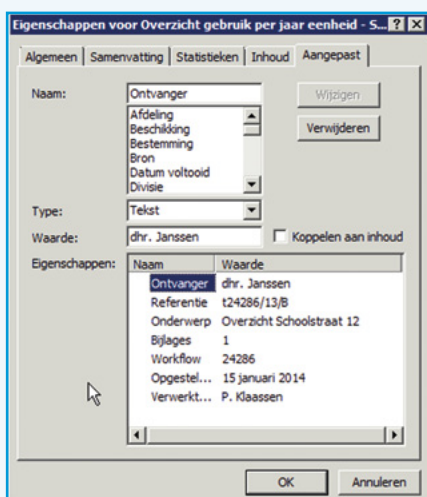 Eigenschappen voor Overzicht gebruik per jaar eenheid - S...
Algemeen Samenvatting Statistieken Inhoud Aangepast
Naam: Ontvanger Wijzigen
Afdeling
Beschikking Verwijderen
Bestemming
Bron
Datum voltooid
Divisie
Type: Tekst
Waarde: dhr. Janssen Koppelen aan inhoud
Eigenschappen: Naam Waarde
Ontvanger dhr. Janssen
Referentie t24286/13/B
Onderwerp Overzicht Schoolstraat 12
Bijlages 1
Workflow 24286
Opgestel... 15 januari 2014
Verwerkt... P. Klaassen
OK Annuleren